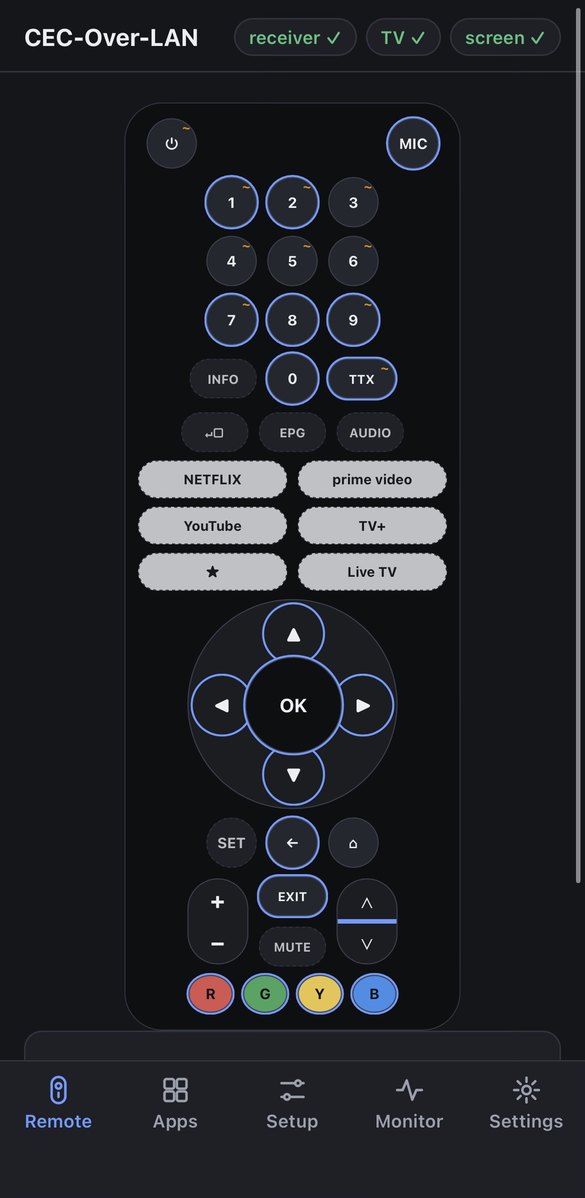 CEC-Over-LAN receiver ✓ TV ✓ screen ✓
~ MIC
1 ~ 2 ~ 3 ~
4 ~ 5 ~ 6 ~
7 ~ 8 9 ~
INFO 0 TTX ~
EPG AUDIO
NETFLIX prime video
YouTube TV+
★ Live TV
OK
SET
+
EXIT
− MUTE
R G Y B
Remote Apps Setup Monitor Settings